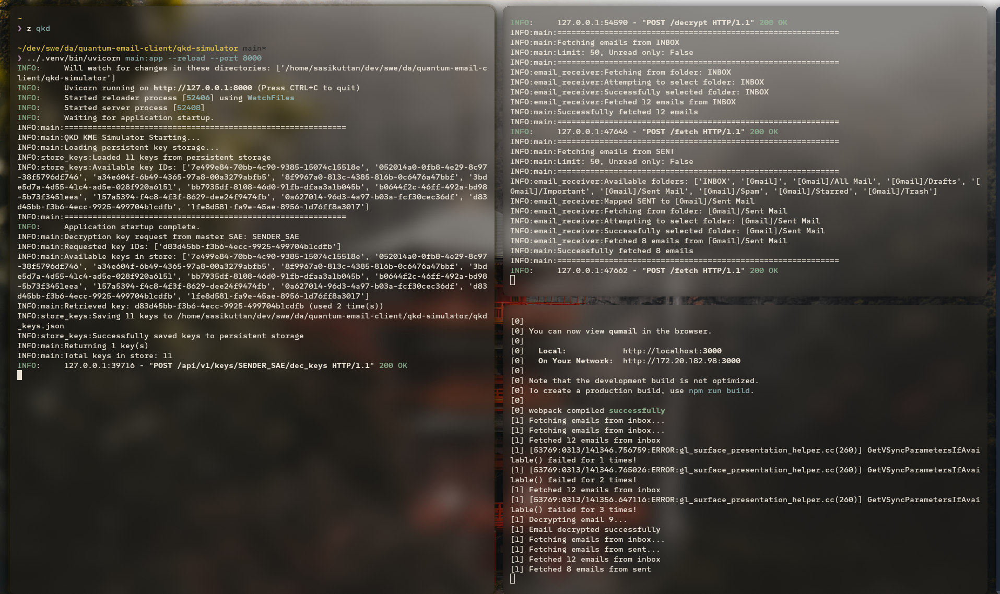 ~
❯ z qkd
~/dev/swe/da/quantum-email-client/qkd-simulator main*
❯ ../.venv/bin/uvicorn main:app --reload --port 8000
INFO:     Will watch for changes in these directories: ['/home/sasikuttan/dev/swe/da/quantum-email-c
lient/qkd-simulator']
INFO:     Uvicorn running on http://127.0.0.1:8000 (Press CTRL+C to quit)
INFO:     Started reloader process [52406] using WatchFiles
INFO:     Started server process [52408]
INFO:     Waiting for application startup.
INFO:main:============================================================
INFO:main:QKD KME Simulator Starting...
INFO:main:Loading persistent key storage...
INFO:store_keys:Loaded 11 keys from persistent storage
INFO:store_keys:Available key IDs: ['7e499e84-70bb-4c90-9385-15074c15518e', '052014a0-0fb8-4e29-8c97
-38f5796df746', 'a34e604f-6b49-4365-97a8-00a3279abfb5', '8f9967a0-813c-4385-816b-0c6476a47bbf', '3bd
e5d7a-4d55-41c4-ad5e-028f920a6151', 'bb7935df-8108-46d0-91fb-dfaa3a1b045b', 'b0644f2c-46ff-492a-bd98
-5b73f3451eea', '157a5394-f4c8-4f3f-8629-dee24f9474fb', '0a627014-96d3-4a97-b03a-fcf30cec36df', 'd83
d45bb-f3b6-4ecc-9925-499704b1cdfb', '1fe8d581-fa9e-45ae-8956-1d76ff8a3017']
INFO:main:============================================================
INFO:     Application startup complete.
INFO:main:Decryption key request from master SAE: SENDER_SAE
INFO:main:Requested key IDs: ['d83d45bb-f3b6-4ecc-9925-499704b1cdfb']
INFO:main:Available keys in store: ['7e499e84-70bb-4c90-9385-15074c15518e', '052014a0-0fb8-4e29-8c97
-38f5796df746', 'a34e604f-6b49-4365-97a8-00a3279abfb5', '8f9967a0-813c-4385-816b-0c6476a47bbf', '3bd
e5d7a-4d55-41c4-ad5e-028f920a6151', 'bb7935df-8108-46d0-91fb-dfaa3a1b045b', 'b0644f2c-46ff-492a-bd98
-5b73f3451eea', '157a5394-f4c8-4f3f-8629-dee24f9474fb', '0a627014-96d3-4a97-b03a-fcf30cec36df', 'd83
d45bb-f3b6-4ecc-9925-499704b1cdfb', '1fe8d581-fa9e-45ae-8956-1d76ff8a3017']
INFO:main:Retrieved key: d83d45bb-f3b6-4ecc-9925-499704b1cdfb (used 2 time(s))
INFO:store_keys:Saving 11 keys to /home/sasikuttan/dev/swe/da/quantum-email-client/qkd-simulator/qkd
_keys.json
INFO:store_keys:Successfully saved keys to persistent storage
INFO:main:Returning 1 key(s)
INFO:main:Total keys in store: 11
INFO:     127.0.0.1:39716 - "POST /api/v1/keys/SENDER_SAE/dec_keys HTTP/1.1" 200 OK
INFO:     127.0.0.1:54590 - "POST /decrypt HTTP/1.1" 200 OK
INFO:main:============================================================
INFO:main:Fetching emails from INBOX
INFO:main:Limit: 50, Unread only: False
INFO:main:============================================================
INFO:email_receiver:Fetching from folder: INBOX
INFO:email_receiver:Attempting to select folder: INBOX
INFO:email_receiver:Successfully selected folder: INBOX
INFO:email_receiver:Fetched 12 emails from INBOX
INFO:main:Successfully fetched 12 emails
INFO:main:============================================================
INFO:     127.0.0.1:47646 - "POST /fetch HTTP/1.1" 200 OK
INFO:main:============================================================
INFO:main:Fetching emails from SENT
INFO:main:Limit: 50, Unread only: False
INFO:main:============================================================
INFO:email_receiver:Available folders: ['INBOX', '[Gmail]', '[Gmail]/All Mail', '[Gmail]/Drafts', '[
Gmail]/Important', '[Gmail]/Sent Mail', '[Gmail]/Spam', '[Gmail]/Starred', '[Gmail]/Trash']
INFO:email_receiver:Mapped SENT to [Gmail]/Sent Mail
INFO:email_receiver:Fetching from folder: [Gmail]/Sent Mail
INFO:email_receiver:Attempting to select folder: [Gmail]/Sent Mail
INFO:email_receiver:Successfully selected folder: [Gmail]/Sent Mail
INFO:email_receiver:Fetched 8 emails from [Gmail]/Sent Mail
INFO:main:Successfully fetched 8 emails
INFO:main:============================================================
INFO:     127.0.0.1:47662 - "POST /fetch HTTP/1.1" 200 OK
[0]
[0] You can now view qumail in the browser.
[0]
[0]   Local:            http://localhost:3000
[0]   On Your Network:  http://172.20.182.98:3000
[0]
[0] Note that the development build is not optimized.
[0] To create a production build, use npm run build.
[0]
[0] webpack compiled successfully
[1] Fetching emails from inbox...
[1] Fetching emails from inbox...
[1] Fetched 12 emails from inbox
[1] [53769:0313/141346.756759:ERROR:gl_surface_presentation_helper.cc(260)] GetVSyncParametersIfAvai
lable() failed for 1 times!
[1] [53769:0313/141346.765026:ERROR:gl_surface_presentation_helper.cc(260)] GetVSyncParametersIfAvai
lable() failed for 2 times!
[1] Fetched 12 emails from inbox
[1] [53769:0313/141356.647116:ERROR:gl_surface_presentation_helper.cc(260)] GetVSyncParametersIfAvai
lable() failed for 3 times!
[1] Decrypting email 9...
[1] Email decrypted successfully
[1] Fetching emails from inbox...
[1] Fetching emails from sent...
[1] Fetched 12 emails from inbox
[1] Fetched 8 emails from sent